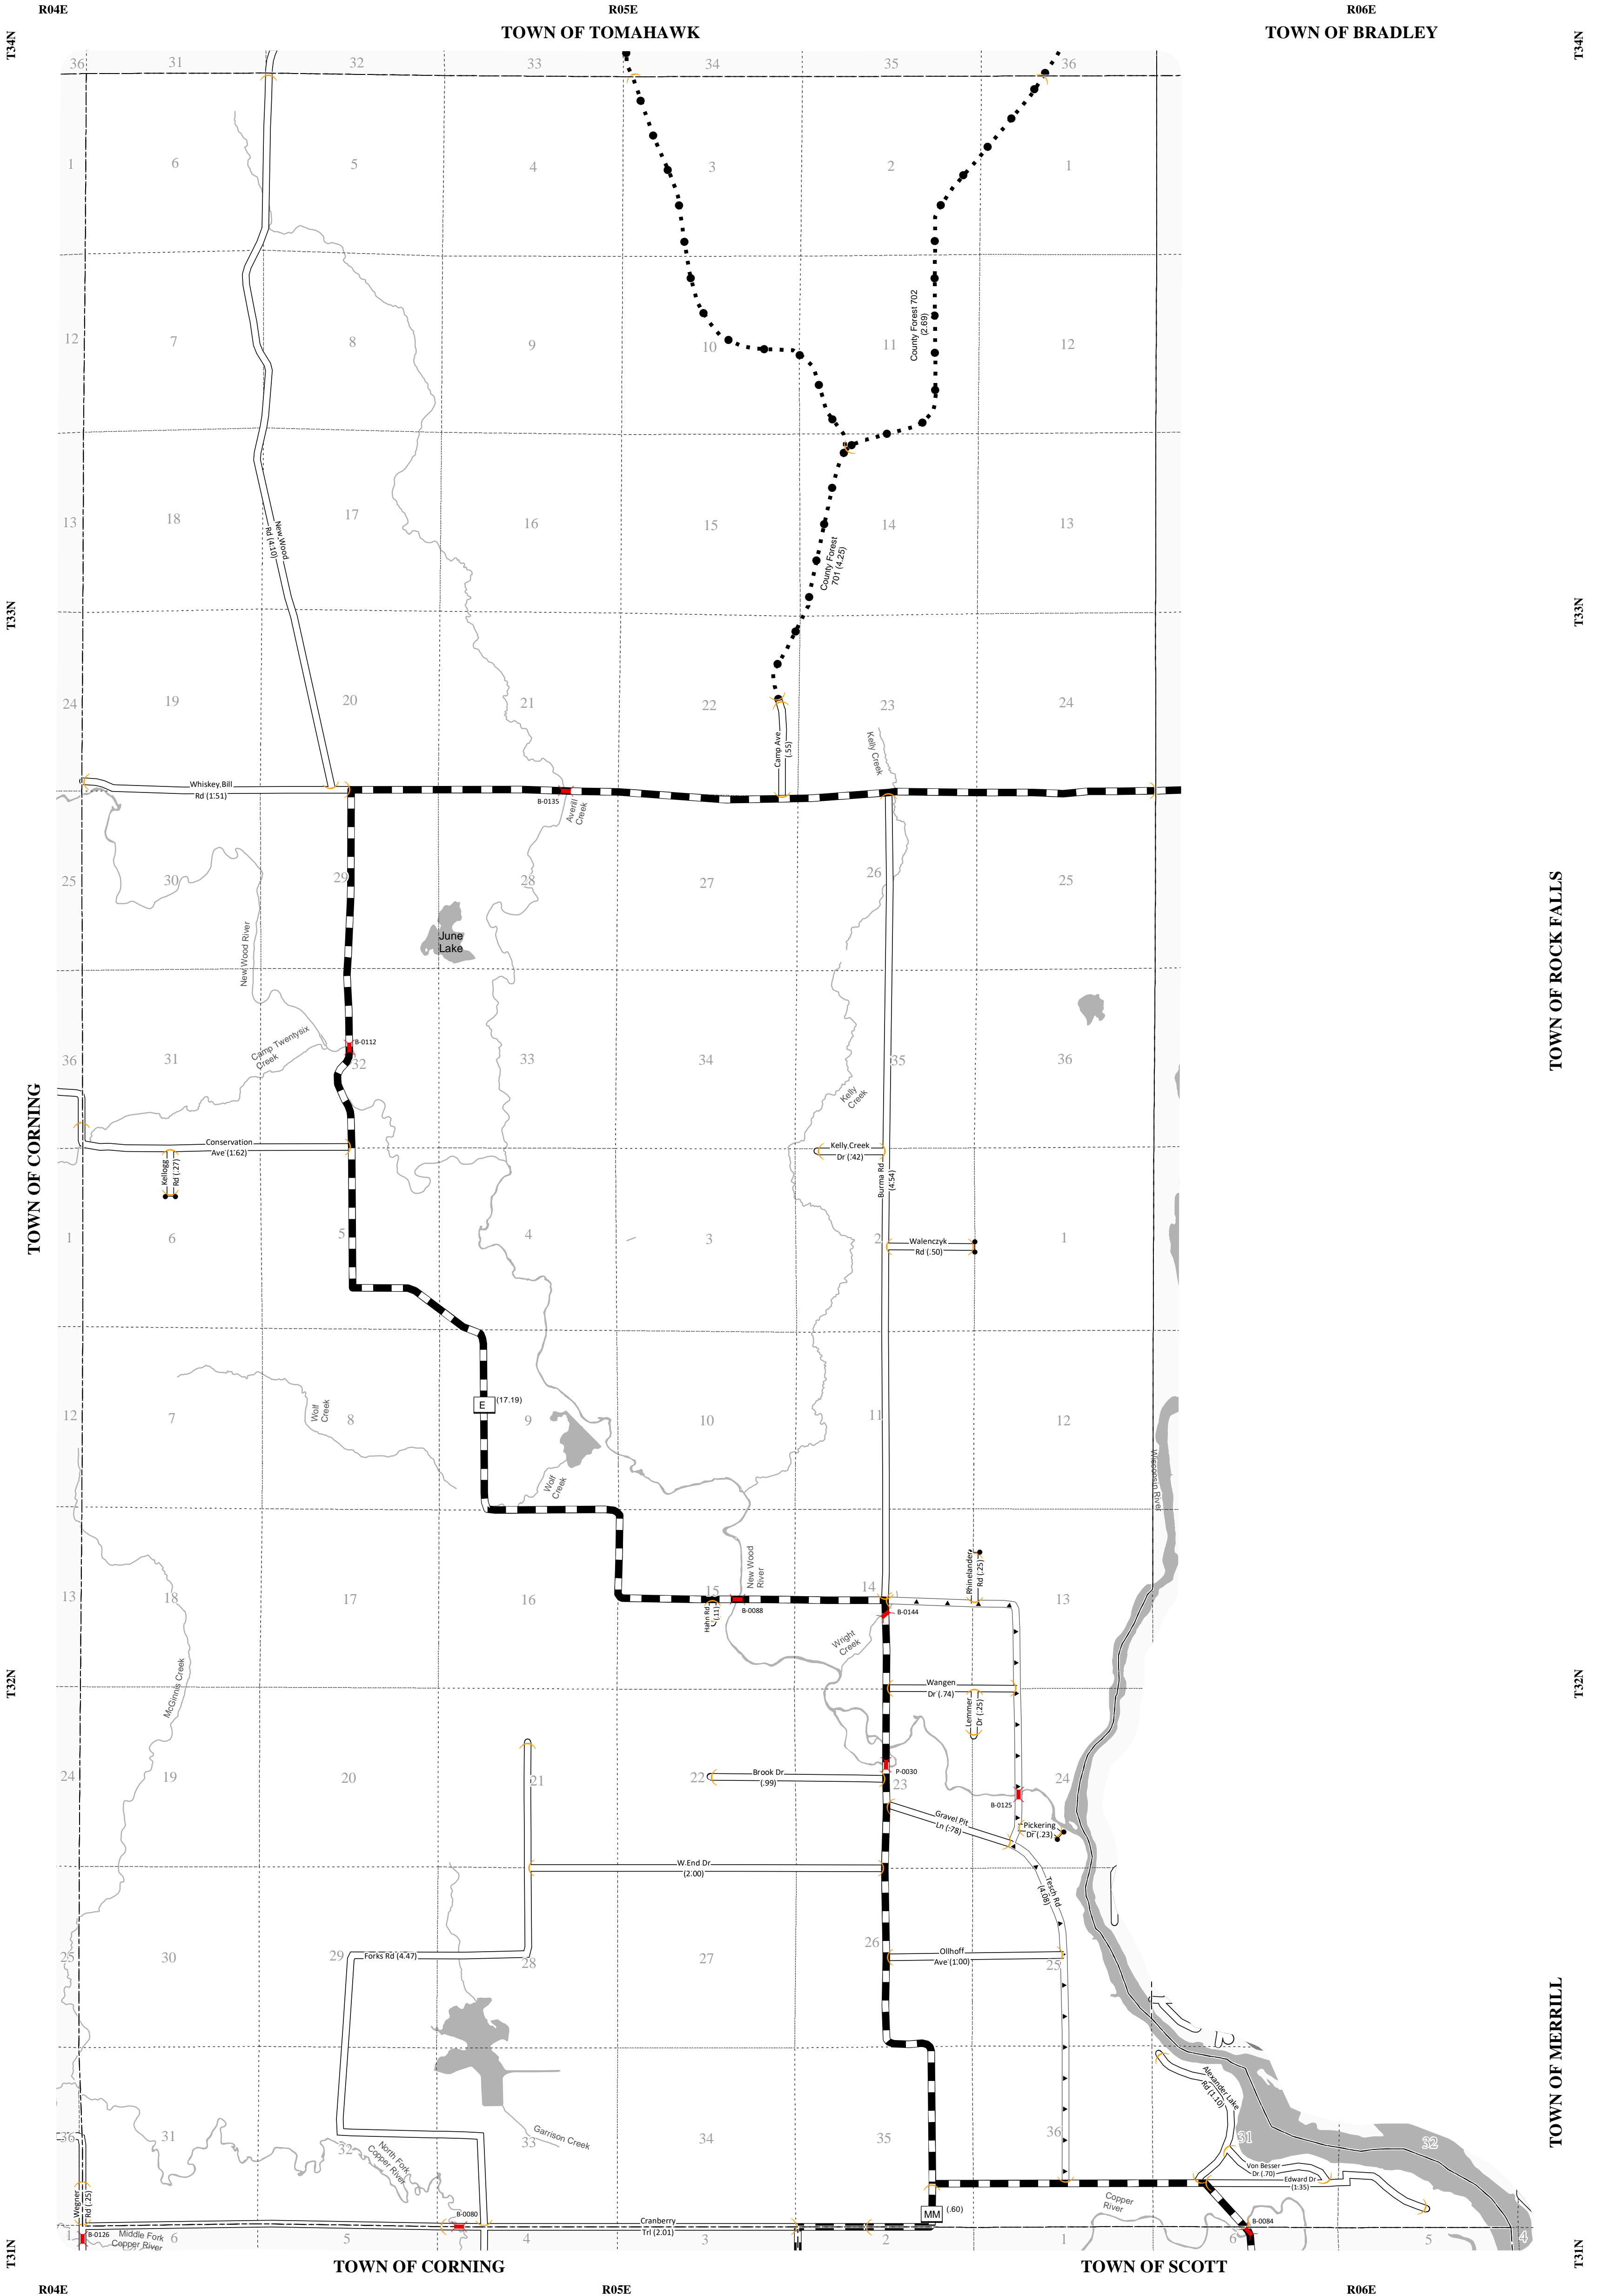 R04E
R05E
R06E
TOWN OF TOMAHAWK
TOWN OF BRADLEY
T34N
T34N
36
31
32
33
34
35
36
1
6
5
4
3
2
1
County Forest 702
(2.69)
12
7
8
9
10
11
12
13
18
17
16
15
14
13
New Wood
Rd (4.10)
County Forest
701 (4.25)
T33N
T33N
24
19
20
21
22
23
24
Camp Ave
(.55)
Kelly Creek
Whiskey Bill
Rd (1.51)
B-0135
Averill
Creek
25
30
29
28
27
26
25
New Wood River
June
Lake
TOWN OF ROCK FALLS
Camp Twentysix
Creek
B-0112
36
31
32
33
34
35
36
Kelly
Creek
TOWN OF CORNING
Conservation
Ave (1.62)
Kelly Creek
Dr (.42)
Kellogg
Rd (.27)
Burma Rd
(4.54)
1
6
5
4
3
2
1
Walenczyk
Rd (.50)
E
(17.19)
12
7
8
9
10
11
12
Wolf
Creek
Wolf
Creek
Wisconsin River
New Wood
River
Rhinelander
Rd (.25)
13
18
17
16
15
14
13
Hahn Rd
(.11)
B-0088
B-0144
Wright
Creek
McGinnis Creek
T32N
T32N
Wangen
Dr (.74)
Lemmer
Dr (.25)
24
19
20
21
22
23
24
Brook Dr
(.99)
P-0030
B-0125
Gravel Pit
Ln (.78)
Pickering
Dr (.23)
W End Dr
(2.00)
Tesch Rd
(4.08)
25
30
29
28
27
26
25
Forks Rd (4.47)
Ollhoff
Ave (1.00)
TOWN OF MERRILL
Alexander Lake
Rd (1.10)
36
31
32
33
34
35
36
31
32
Garrison Creek
North Fork
Copper River
Von Besser
Dr (.70)
Edward Dr
(1.35)
Wegner
Rd (.25)
Copper
River
MM
(.60)
B-0080
B-0084
Cranberry
Trl (2.01)
B-0126
Middle Fork
Copper River
1
6
5
4
3
2
1
6
5
4
T31N
T31N
TOWN OF CORNING
TOWN OF SCOTT
R04E
R05E
R06E